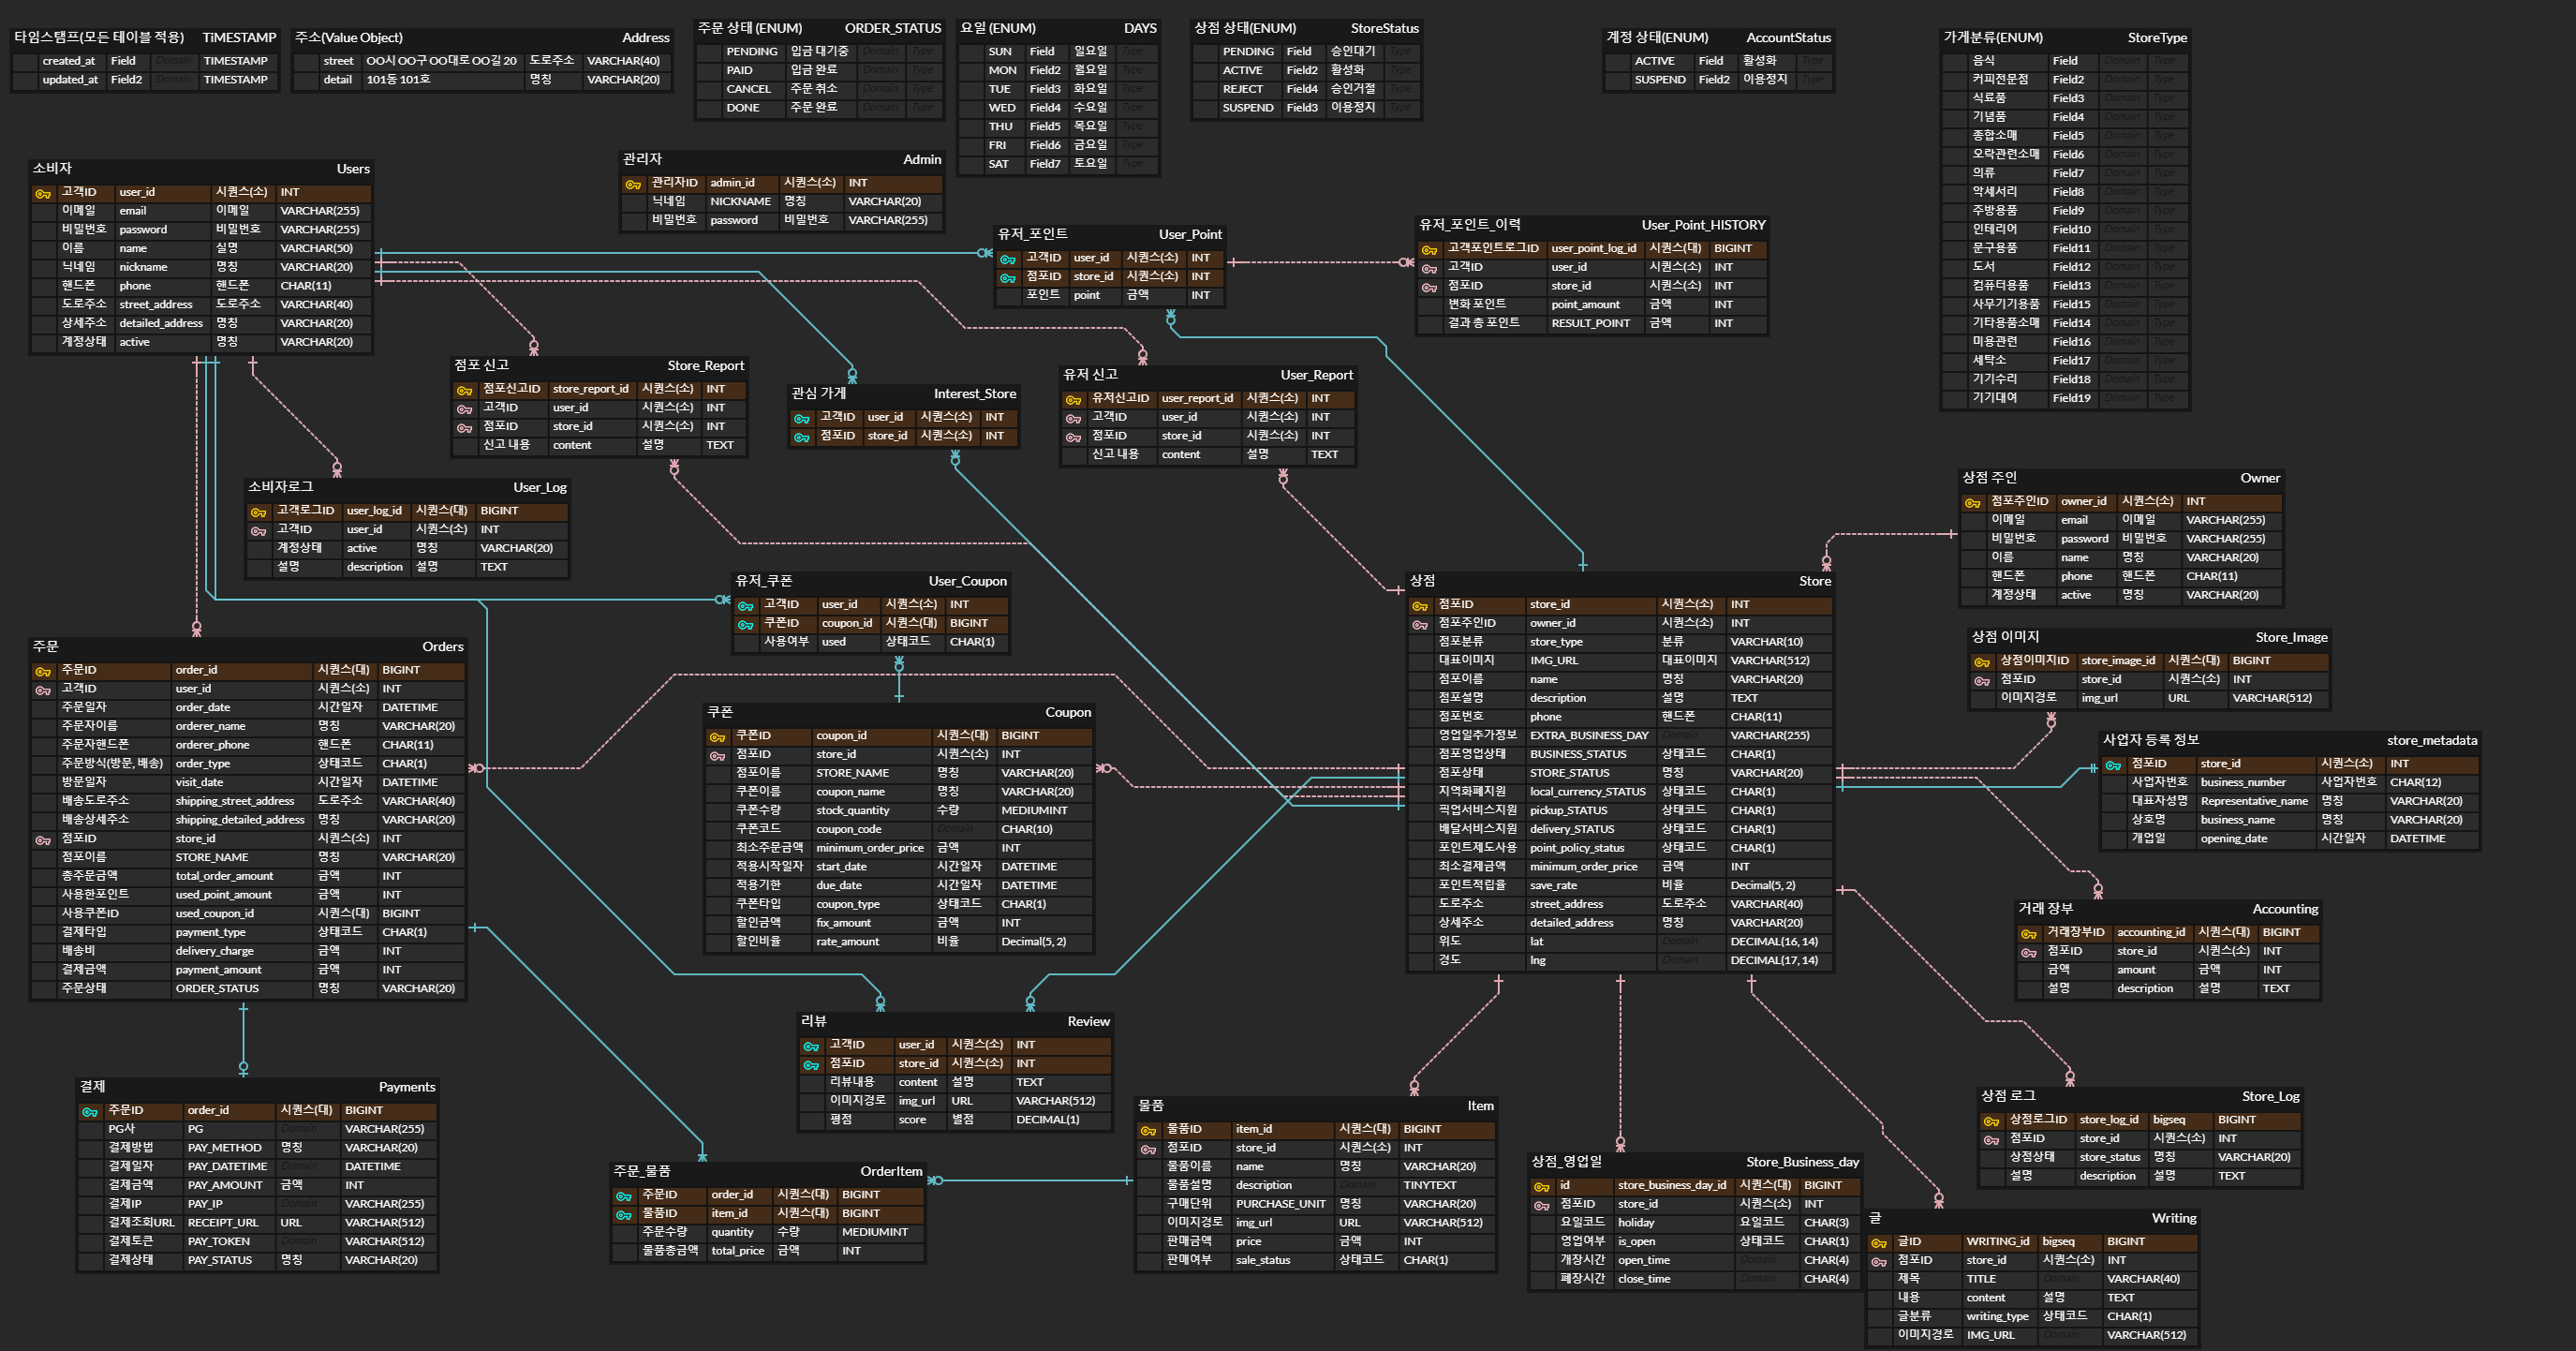 타임스탬프(모든 테이블 적용) TiMESTAMP
created_at Field Domain TIMESTAMP
updated_at Field2 Domain TIMESTAMP
주소(Value Object) Address
street OO시 OO구 OO대로 OO길 20 도로주소 VARCHAR(40)
detail 101동 101호 명칭 VARCHAR(20)
주문 상태 (ENUM) ORDER_STATUS
PENDING 입금 대기중 Domain Type
PAID 입금 완료 Domain Type
CANCEL 주문 취소 Domain Type
DONE 주문 완료 Domain Type
요일 (ENUM) DAYS
SUN Field 일요일 Type
MON Field2 월요일 Type
TUE Field3 화요일 Type
WED Field4 수요일 Type
THU Field5 목요일 Type
FRI Field6 금요일 Type
SAT Field7 토요일 Type
상점 상태(ENUM) StoreStatus
PENDING Field 승인대기 Type
ACTIVE Field2 활성화 Type
REJECT Field4 승인거절 Type
SUSPEND Field3 이용정지 Type
계정 상태(ENUM) AccountStatus
ACTIVE Field 활성화 Type
SUSPEND Field2 이용정지 Type
가게분류(ENUM) StoreType
음식 Field Domain Type
커피전문점 Field2 Domain Type
식료품 Field3 Domain Type
기념품 Field4 Domain Type
종합소매 Field5 Domain Type
오락관련소매 Field6 Domain Type
의류 Field7 Domain Type
악세서리 Field8 Domain Type
주방용품 Field9 Domain Type
인테리어 Field10 Domain Type
문구용품 Field11 Domain Type
도서 Field12 Domain Type
컴퓨터용품 Field13 Domain Type
사무기기용품 Field15 Domain Type
기타용품소매 Field14 Domain Type
미용관련 Field16 Domain Type
세탁소 Field17 Domain Type
기기수리 Field18 Domain Type
기기대여 Field19 Domain Type
소비자 Users
고객ID user_id 시퀀스(소) INT
이메일 email 이메일 VARCHAR(255)
비밀번호 password 비밀번호 VARCHAR(255)
이름 name 실명 VARCHAR(50)
닉네임 nickname 명칭 VARCHAR(20)
핸드폰 phone 핸드폰 CHAR(11)
도로주소 street_address 도로주소 VARCHAR(40)
상세주소 detailed_address 명칭 VARCHAR(20)
계정상태 active 명칭 VARCHAR(20)
관리자 Admin
관리자ID admin_id 시퀀스(소) INT
닉네임 NICKNAME 명칭 VARCHAR(20)
비밀번호 password 비밀번호 VARCHAR(255)
유저_포인트 User_Point
고객ID user_id 시퀀스(소) INT
점포ID store_id 시퀀스(소) INT
포인트 point 금액 INT
유저_포인트_이력 User_Point_HISTORY
고객포인트로그ID user_point_log_id 시퀀스(대) BIGINT
고객ID user_id 시퀀스(소) INT
점포ID store_id 시퀀스(소) INT
변화 포인트 point_amount 금액 INT
결과 총 포인트 RESULT_POINT 금액 INT
점포 신고 Store_Report
점포신고ID store_report_id 시퀀스(소) INT
고객ID user_id 시퀀스(소) INT
점포ID store_id 시퀀스(소) INT
신고 내용 content 설명 TEXT
관심 가게 Interest_Store
고객ID user_id 시퀀스(소) INT
점포ID store_id 시퀀스(소) INT
유저 신고 User_Report
유저신고ID user_report_id 시퀀스(소) INT
고객ID user_id 시퀀스(소) INT
점포ID store_id 시퀀스(소) INT
신고 내용 content 설명 TEXT
소비자로그 User_Log
고객로그ID user_log_id 시퀀스(대) BIGINT
고객ID user_id 시퀀스(소) INT
계정상태 active 명칭 VARCHAR(20)
설명 description 설명 TEXT
상점 주인 Owner
점포주인ID owner_id 시퀀스(소) INT
이메일 email 이메일 VARCHAR(255)
비밀번호 password 비밀번호 VARCHAR(255)
이름 name 명칭 VARCHAR(20)
핸드폰 phone 핸드폰 CHAR(11)
계정상태 active 명칭 VARCHAR(20)
유저_쿠폰 User_Coupon
고객ID user_id 시퀀스(소) INT
쿠폰ID coupon_id 시퀀스(대) BIGINT
사용여부 used 상태코드 CHAR(1)
상점 Store
점포ID store_id 시퀀스(소) INT
점포주인ID owner_id 시퀀스(소) INT
점포분류 store_type 분류 VARCHAR(10)
대표이미지 IMG_URL 대표이미지 VARCHAR(512)
점포이름 name 명칭 VARCHAR(20)
점포설명 description 설명 TEXT
점포번호 phone 핸드폰 CHAR(11)
영업일추가정보 EXTRA_BUSINESS_DAY Domain VARCHAR(255)
점포영업상태 BUSINESS_STATUS 상태코드 CHAR(1)
점포상태 STORE_STATUS 명칭 VARCHAR(20)
지역화폐지원 local_currency_STATUS 상태코드 CHAR(1)
픽업서비스지원 pickup_STATUS 상태코드 CHAR(1)
배달서비스지원 delivery_STATUS 상태코드 CHAR(1)
포인트제도사용 point_policy_status 상태코드 CHAR(1)
최소결제금액 minimum_order_price 금액 INT
포인트적립율 save_rate 비율 Decimal(5, 2)
도로주소 street_address 도로주소 VARCHAR(40)
상세주소 detailed_address 명칭 VARCHAR(20)
위도 lat Domain DECIMAL(16, 14)
경도 lng Domain DECIMAL(17, 14)
상점 이미지 Store_Image
상점이미지ID store_image_id 시퀀스(대) BIGINT
점포ID store_id 시퀀스(소) INT
이미지경로 img_url URL VARCHAR(512)
주문 Orders
주문ID order_id 시퀀스(대) BIGINT
고객ID user_id 시퀀스(소) INT
주문일자 order_date 시간일자 DATETIME
주문자이름 orderer_name 명칭 VARCHAR(20)
주문자핸드폰 orderer_phone 핸드폰 CHAR(11)
주문방식(방문, 배송) order_type 상태코드 CHAR(1)
방문일자 visit_date 시간일자 DATETIME
배송도로주소 shipping_street_address 도로주소 VARCHAR(40)
배송상세주소 shipping_detailed_address 명칭 VARCHAR(20)
점포ID store_id 시퀀스(소) INT
점포이름 STORE_NAME 명칭 VARCHAR(20)
총주문금액 total_order_amount 금액 INT
사용한포인트 used_point_amount 금액 INT
사용쿠폰ID used_coupon_id 시퀀스(대) BIGINT
결제타입 payment_type 상태코드 CHAR(1)
배송비 delivery_charge 금액 INT
결제금액 payment_amount 금액 INT
주문상태 ORDER_STATUS 명칭 VARCHAR(20)
쿠폰 Coupon
쿠폰ID coupon_id 시퀀스(대) BIGINT
점포ID store_id 시퀀스(소) INT
점포이름 STORE_NAME 명칭 VARCHAR(20)
쿠폰이름 coupon_name 명칭 VARCHAR(20)
쿠폰수량 stock_quantity 수량 MEDIUMINT
쿠폰코드 coupon_code Domain CHAR(10)
최소주문금액 minimum_order_price 금액 INT
적용시작일자 start_date 시간일자 DATETIME
적용기한 due_date 시간일자 DATETIME
쿠폰타입 coupon_type 상태코드 CHAR(1)
할인금액 fix_amount 금액 INT
할인비율 rate_amount 비율 Decimal(5, 2)
사업자 등록 정보 store_metadata
점포ID store_id 시퀀스(소) INT
사업자번호 business_number 사업자번호 CHAR(12)
대표자성명 Representative_name 명칭 VARCHAR(20)
상호명 business_name 명칭 VARCHAR(20)
개업일 opening_date 시간일자 DATETIME
거래 장부 Accounting
거래장부ID accounting_id 시퀀스(대) BIGINT
점포ID store_id 시퀀스(소) INT
금액 amount 금액 INT
설명 description 설명 TEXT
리뷰 Review
고객ID user_id 시퀀스(소) INT
점포ID store_id 시퀀스(소) INT
리뷰내용 content 설명 TEXT
이미지경로 img_url URL VARCHAR(512)
평점 score 별점 DECIMAL(1)
결제 Payments
주문ID order_id 시퀀스(대) BIGINT
PG사 PG Domain VARCHAR(255)
결제방법 PAY_METHOD 명칭 VARCHAR(20)
결제일자 PAY_DATETIME Domain DATETIME
결제금액 PAY_AMOUNT 금액 INT
결제IP PAY_IP Domain VARCHAR(255)
결제조회URL RECEIPT_URL URL VARCHAR(512)
결제토큰 PAY_TOKEN Domain VARCHAR(512)
결제상태 PAY_STATUS 명칭 VARCHAR(20)
주문_물품 OrderItem
주문ID order_id 시퀀스(대) BIGINT
물품ID item_id 시퀀스(대) BIGINT
주문수량 quantity 수량 MEDIUMINT
물품총금액 total_price 금액 INT
물품 Item
물품ID item_id 시퀀스(대) BIGINT
점포ID store_id 시퀀스(소) INT
물품이름 name 명칭 VARCHAR(20)
물품설명 description Domain TINYTEXT
구매단위 PURCHASE_UNIT 명칭 VARCHAR(20)
이미지경로 img_url URL VARCHAR(512)
판매금액 price 금액 INT
판매여부 sale_status 상태코드 CHAR(1)
상점_영업일 Store_Business_day
id store_business_day_id 시퀀스(대) BIGINT
점포ID store_id 시퀀스(소) INT
요일코드 holiday 요일코드 CHAR(3)
영업여부 is_open 상태코드 CHAR(1)
개장시간 open_time Domain CHAR(4)
폐장시간 close_time Domain CHAR(4)
상점 로그 Store_Log
상점로그ID store_log_id bigseq BIGINT
점포ID store_id 시퀀스(소) INT
상점상태 store_status 명칭 VARCHAR(20)
설명 description 설명 TEXT
글 Writing
글ID WRITING_id bigseq BIGINT
점포ID store_id 시퀀스(소) INT
제목 TITLE Domain VARCHAR(40)
내용 content 설명 TEXT
글분류 writing_type 상태코드 CHAR(1)
이미지경로 IMG_URL Domain VARCHAR(512)